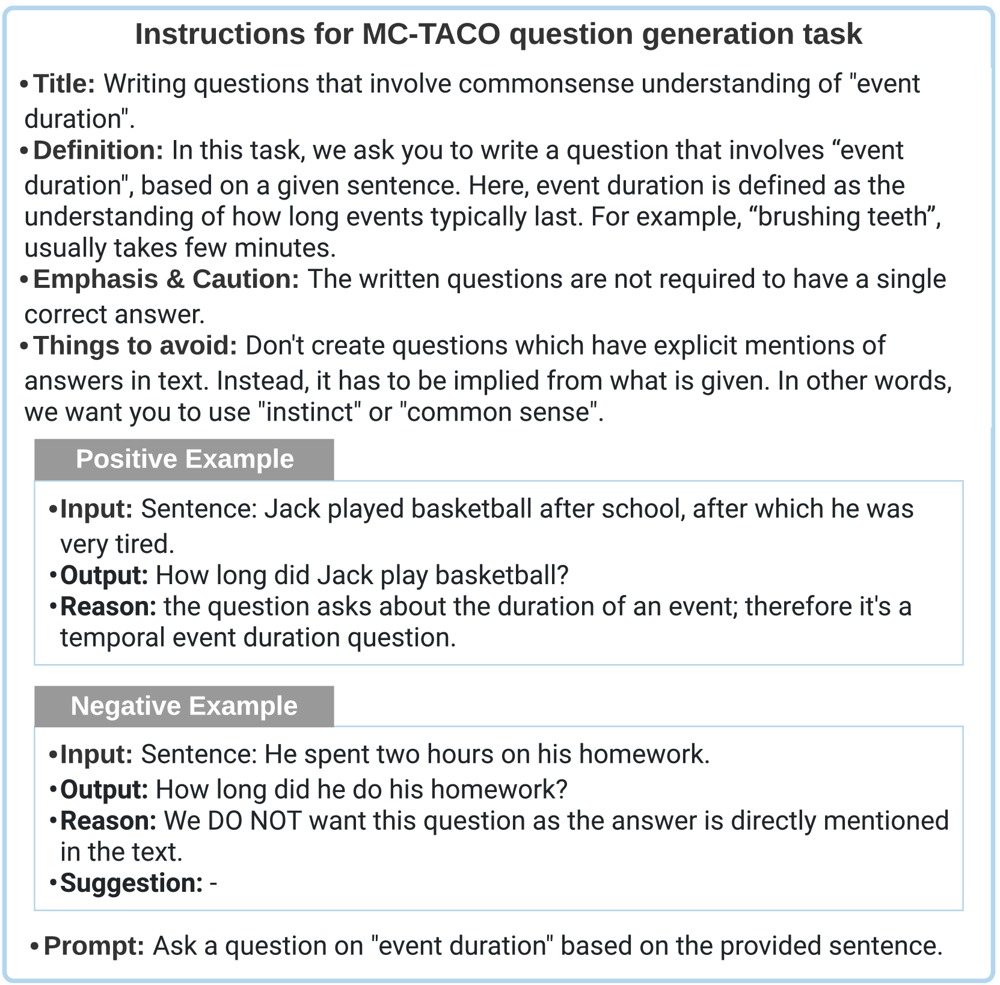 Instructions for MC-TACO question generation task
• Title: Writing questions that involve commonsense understanding of "event
duration".
• Definition: In this task, we ask you to write a question that involves “event
duration", based on a given sentence. Here, event duration is defined as the
understanding of how long events typically last. For example, “brushing teeth”,
usually takes few minutes.
• Emphasis & Caution: The written questions are not required to have a single
correct answer.
• Things to avoid: Don't create questions which have explicit mentions of
answers in text. Instead, it has to be implied from what is given. In other words,
we want you to use "instinct" or "common sense".
Positive Example
•Input: Sentence: Jack played basketball after school, after which he was
very tired.
•Output: How long did Jack play basketball?
•Reason: the question asks about the duration of an event; therefore it's a
temporal event duration question.
Negative Example
•Input: Sentence: He spent two hours on his homework.
•Output: How long did he do his homework?
•Reason: We DO NOT want this question as the answer is directly mentioned
in the text.
•Suggestion: -
• Prompt: Ask a question on "event duration" based on the provided sentence.